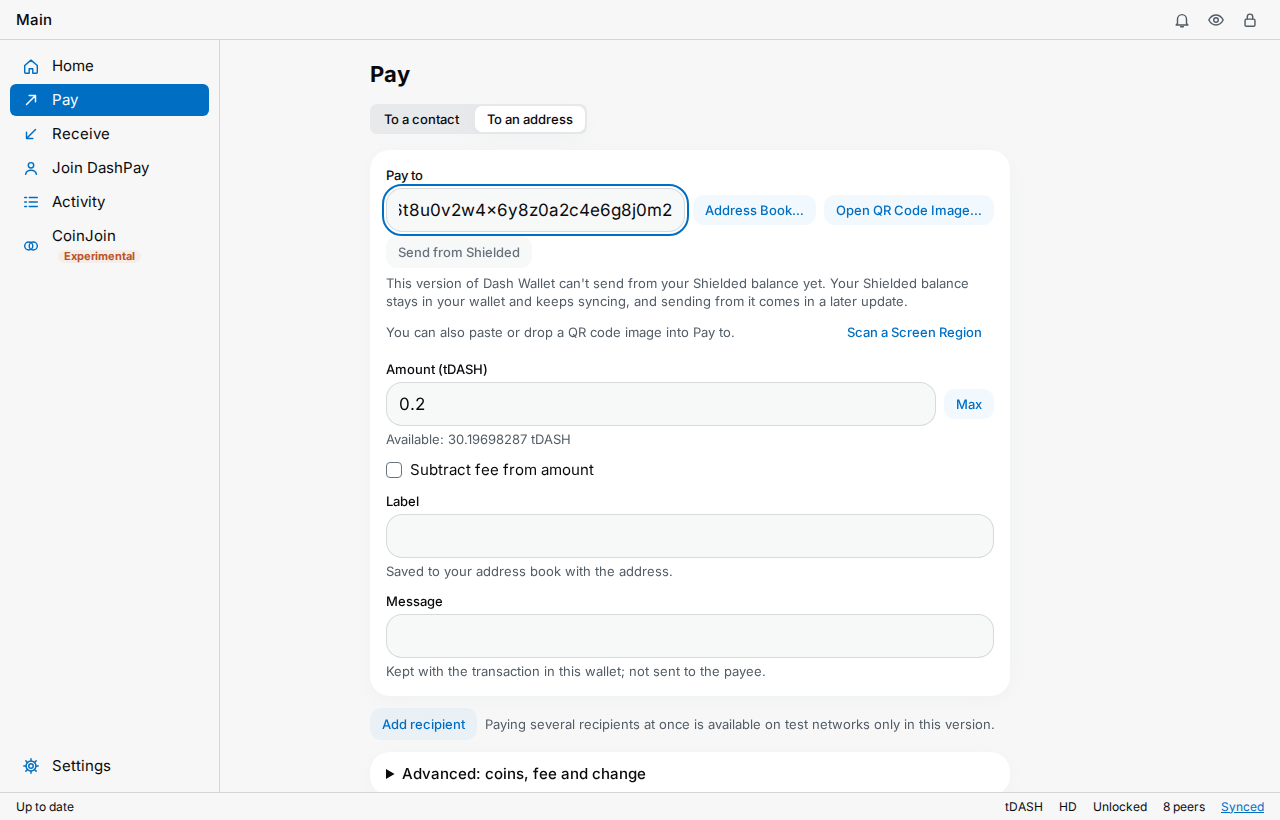 Main
Home
Pay
Receive
Join DashPay
Activity
CoinJoin
Experimental
Settings
Pay
To a contact
To an address
Pay to
t8u0v2w4×6y8z0a2c4e6g8j0m2
Address Book...
Open QR Code Image...
Send from Shielded
This version of Dash Wallet can't send from your Shielded balance yet. Your Shielded balance
stays in your wallet and keeps syncing, and sending from it comes in a later update.
You can also paste or drop a QR code image into Pay to.
Scan a Screen Region
Amount (tDASH)
0.2
Max
Available: 30.19698287 tDASH
Subtract fee from amount
Label
Saved to your address book with the address.
Message
Kept with the transaction in this wallet; not sent to the payee.
Add recipient
Paying several recipients at once is available on test networks only in this version.
Advanced: coins, fee and change
Up to date
tDASH
HD
Unlocked
8 peers
Synced